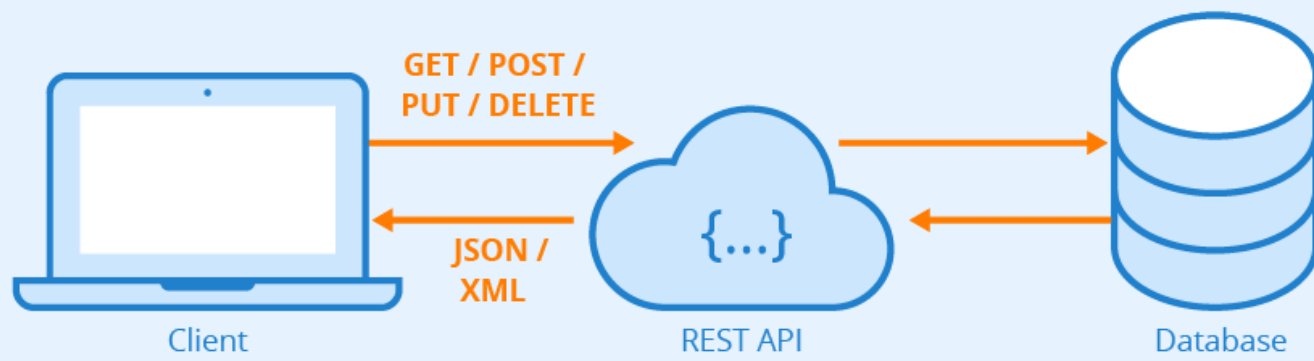 GET / POST /
PUT / DELETE
{...}
JSON /
XML
Client
REST API
Database